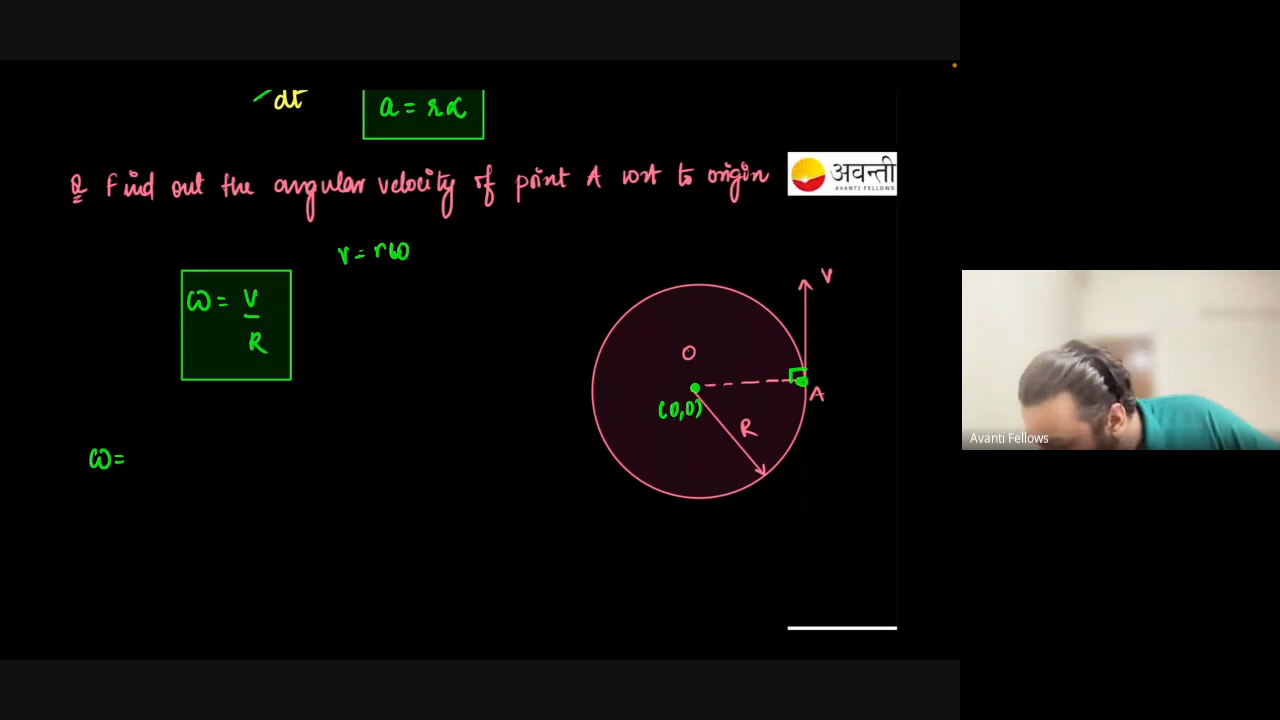 dt
a = rα
Q Find out the angular velocity of point A wrt to origin
अवन्ती
AVANTI FELLOWS
v = rω
ω = V
R
V
O
A
(0,0)
R
ω =
Avanti Fellows